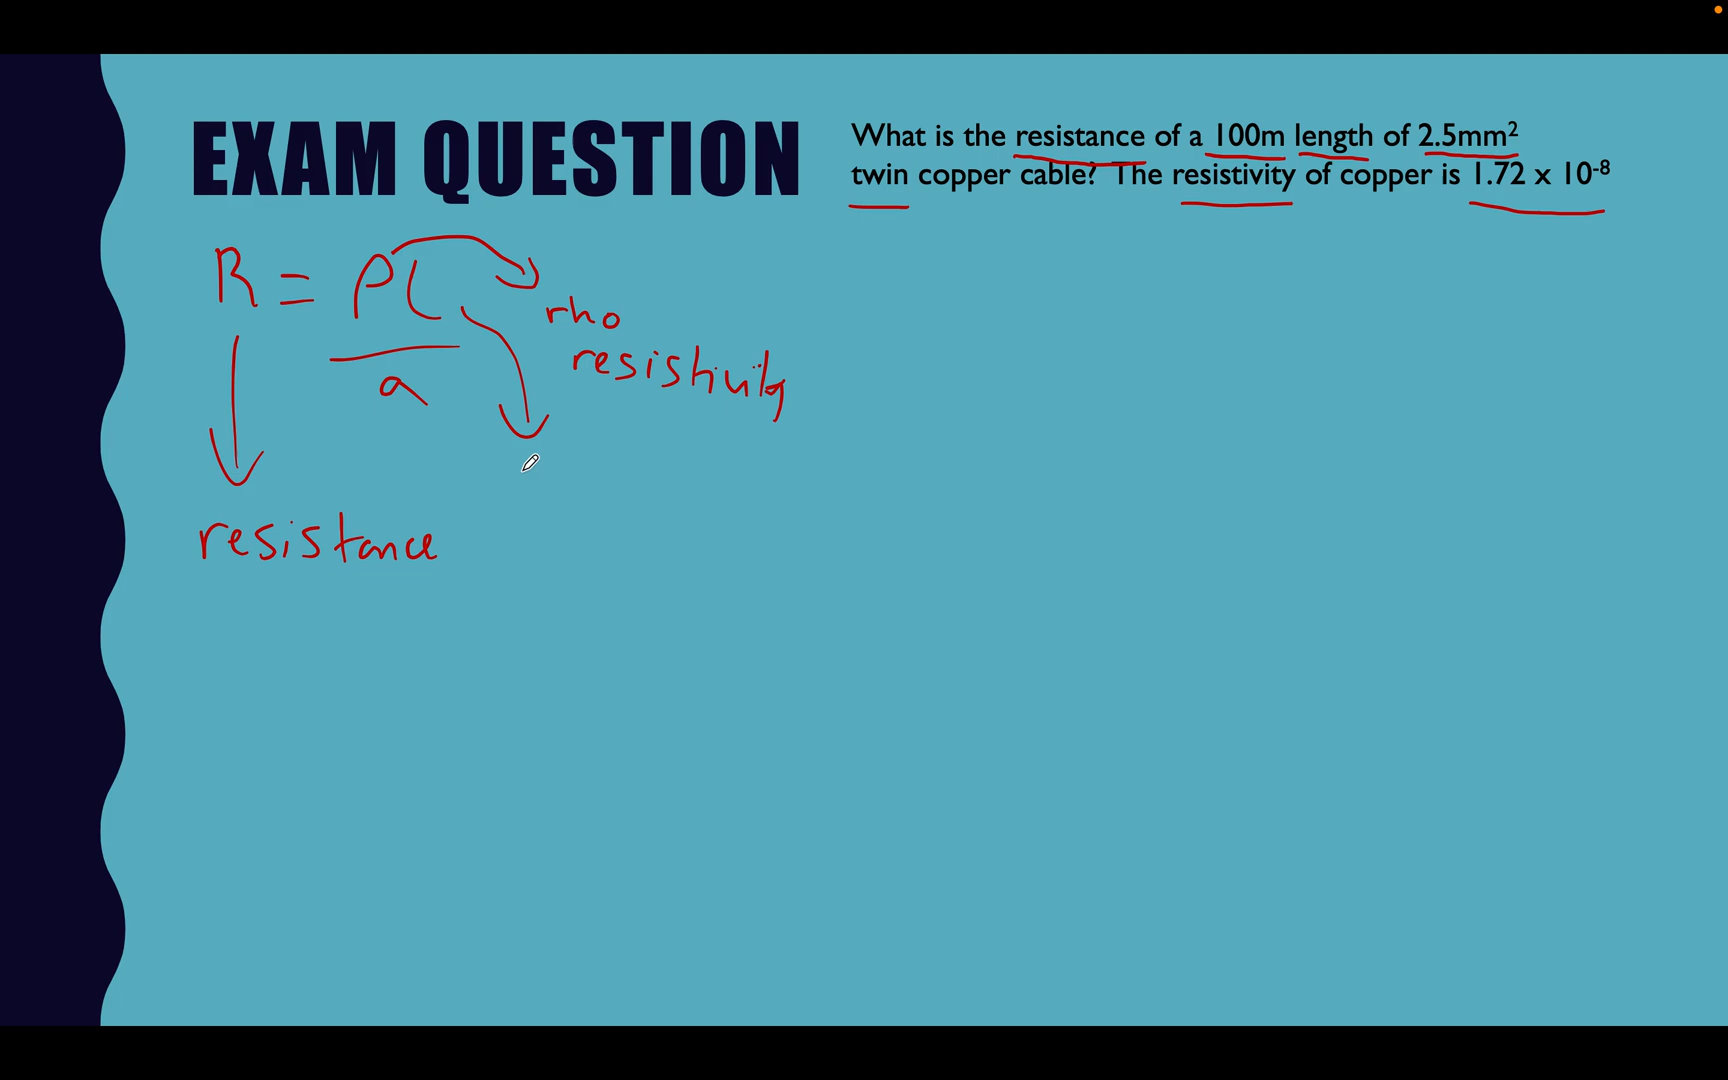 EXAM QUESTION
What is the resistance of a 100m length of 2.5mm²
twin copper cable? The resistivity of copper is 1.72 x 10⁻⁸
R = ρl
a
rho
resistivity
resistance